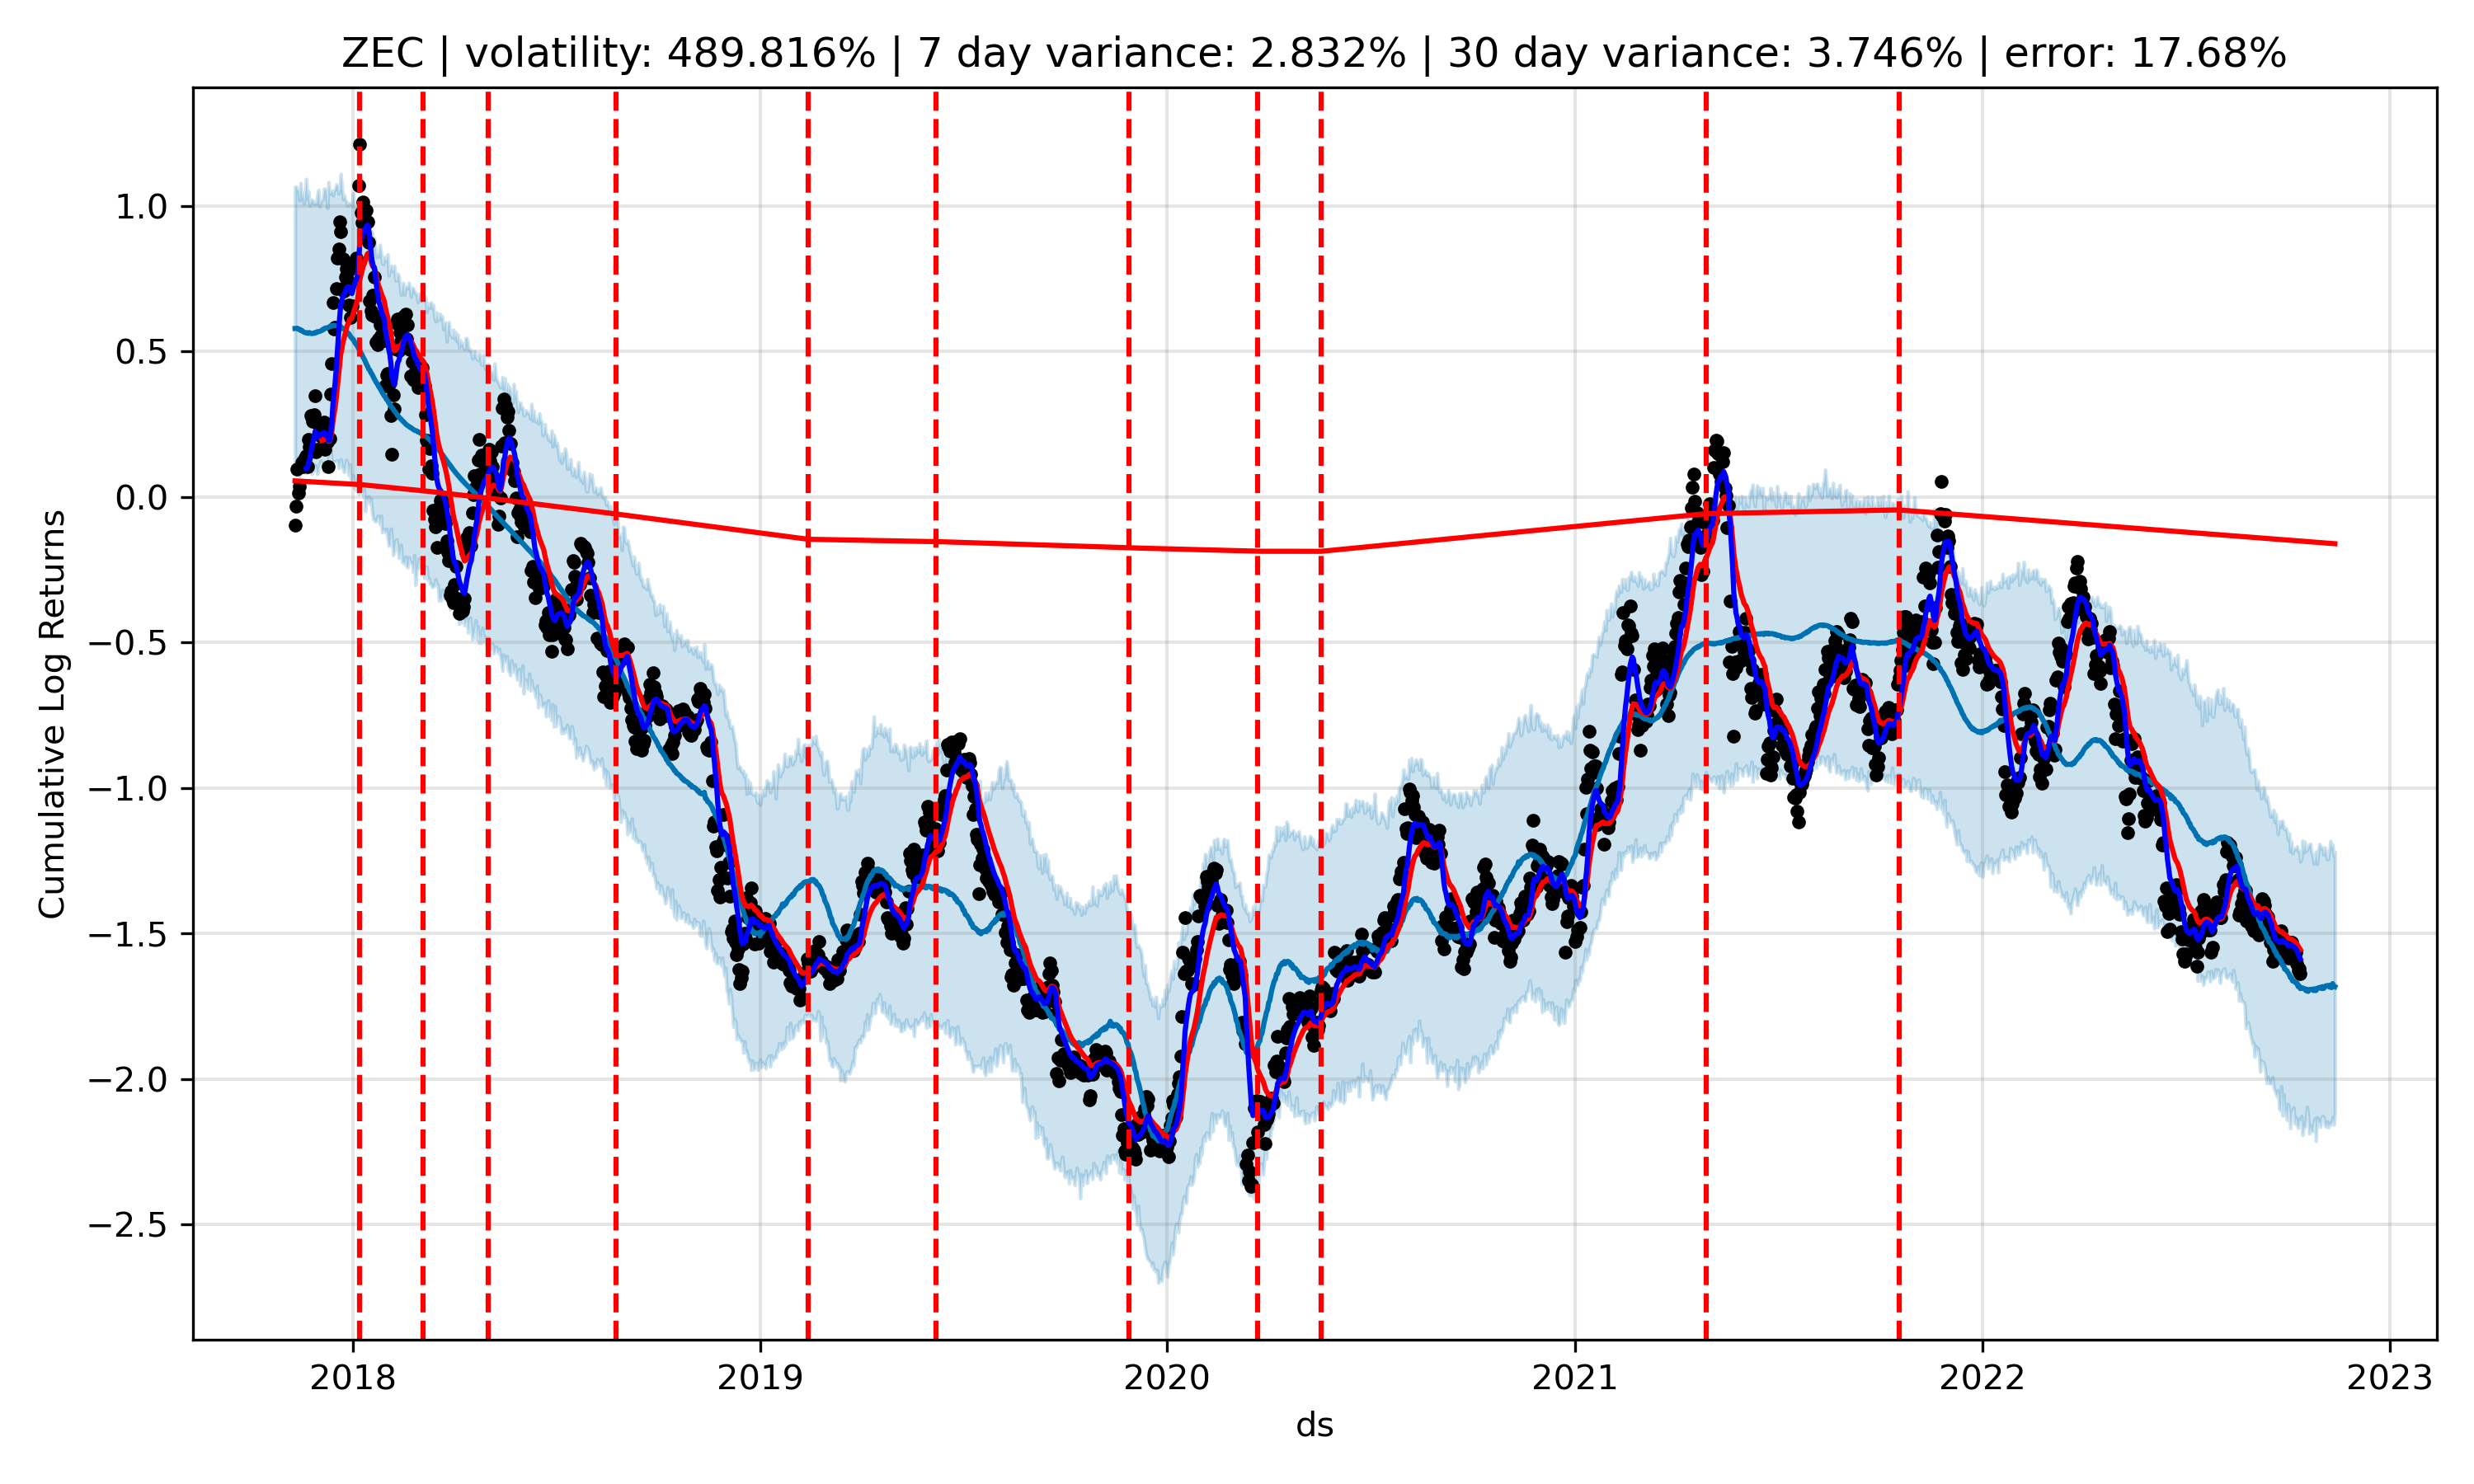 ZEC | volatility: 489.816% | 7 day variance: 2.832% | 30 day variance: 3.746% | error: 17.68%
Cumulative Log Returns
1.0
0.5
0.0
−0.5
−1.0
−1.5
−2.0
−2.5
2018 2019 2020 2021 2022 2023
ds